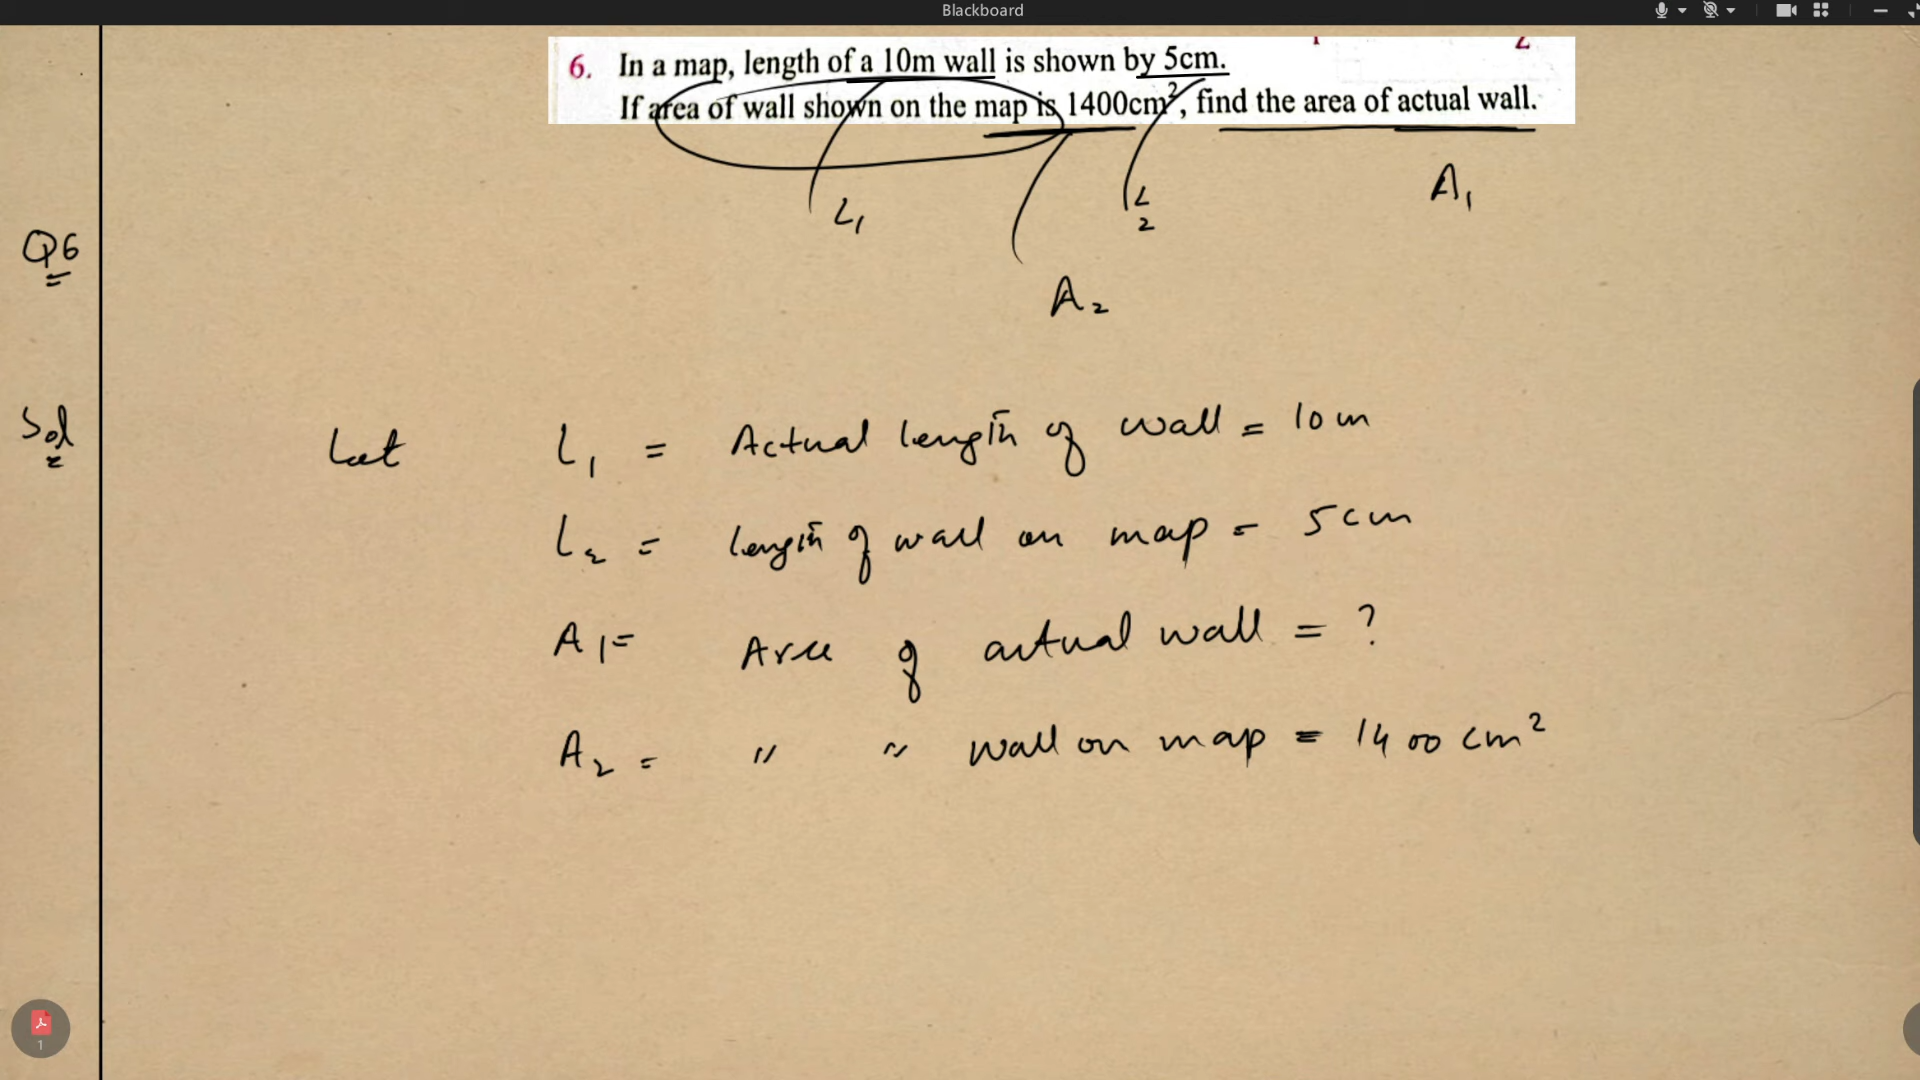 Blackboard
6. In a map, length of a 10m wall is shown by 5cm.
If area of wall shown on the map is 1400cm², find the area of actual wall.
L₁
L₂
A₁
A₂
Q6
Sol
Let L₁ = Actual length of wall = 10m
L₂ = length of wall on map = 5cm
A₁ = Area of actual wall = ?
A₂ = " " wall on map = 1400 cm²
1